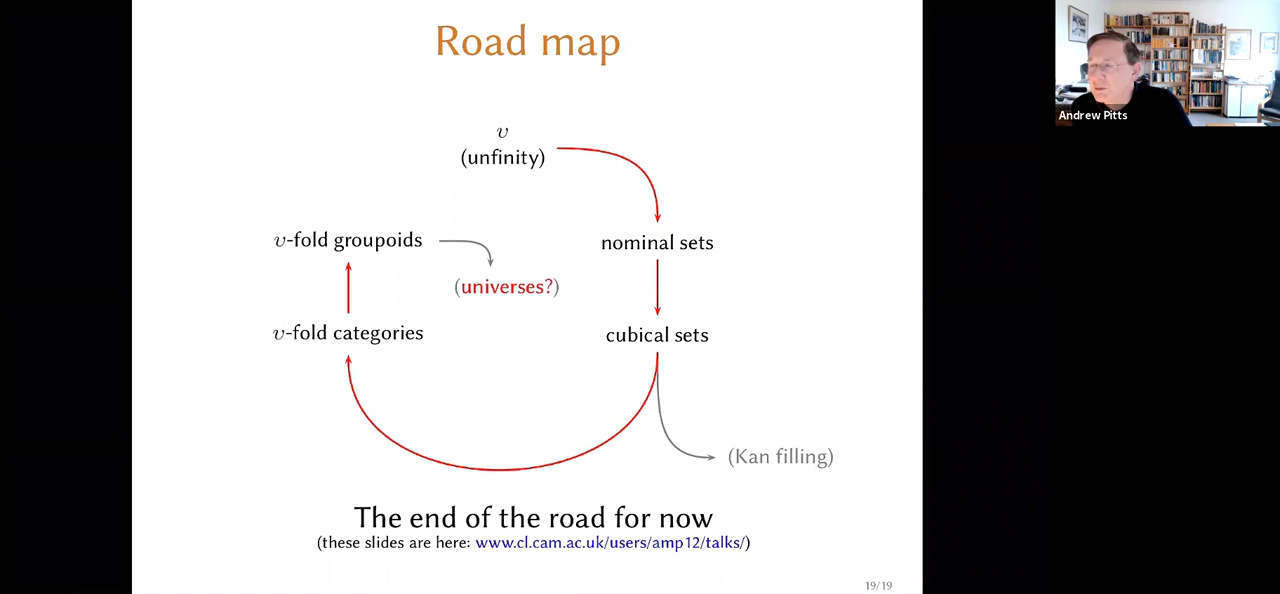 Road map
υ
(unfinity)
υ-fold groupoids
nominal sets
(universes?)
υ-fold categories
cubical sets
(Kan filling)
The end of the road for now
(these slides are here: www.cl.cam.ac.uk/users/amp12/talks/)
19/19
Andrew Pitts